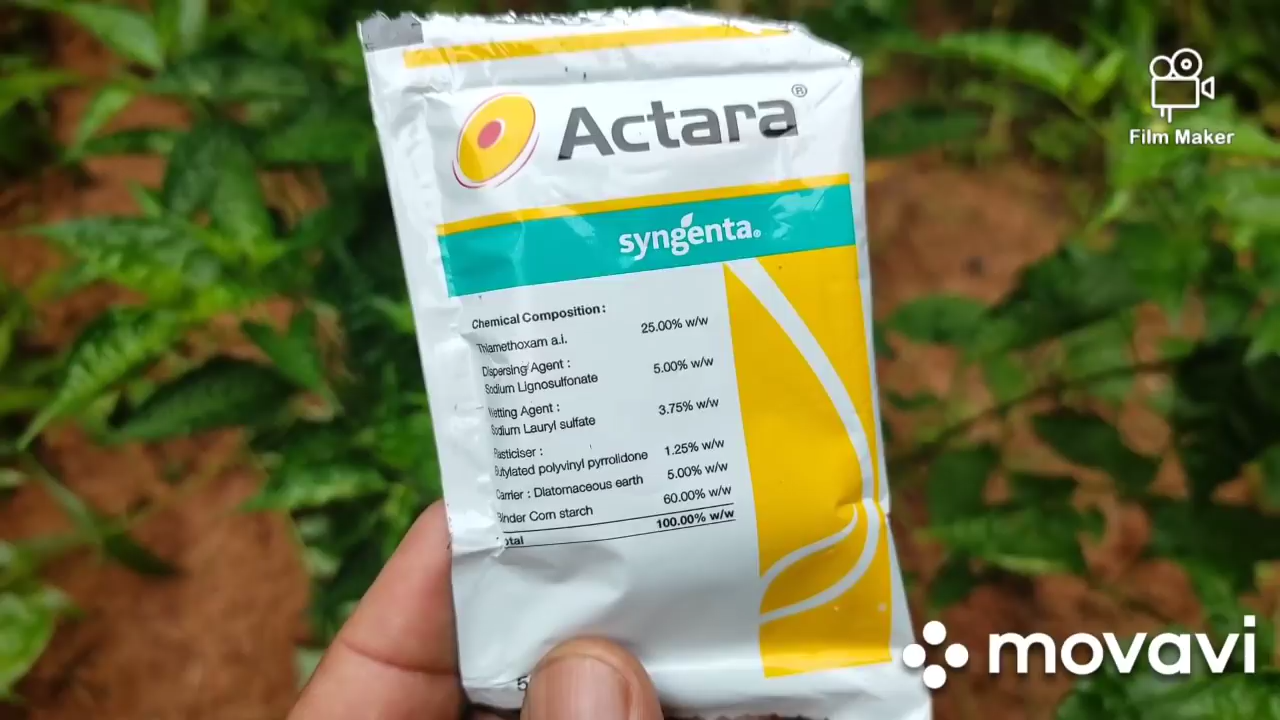 Actara®
Film Maker
syngenta®
Chemical Composition:
Thiamethoxam a.i. 25.00% w/w
Dispersing Agent :
Sodium Lignosulfonate 5.00% w/w
Wetting Agent :
Sodium Lauryl sulfate 3.75% w/w
Plasticiser :
Butylated polyvinyl pyrrolidone 1.25% w/w
Carrier : Diatomaceous earth 5.00% w/w
Binder Corn starch 60.00% w/w
Total 100.00% w/w
5
movavi